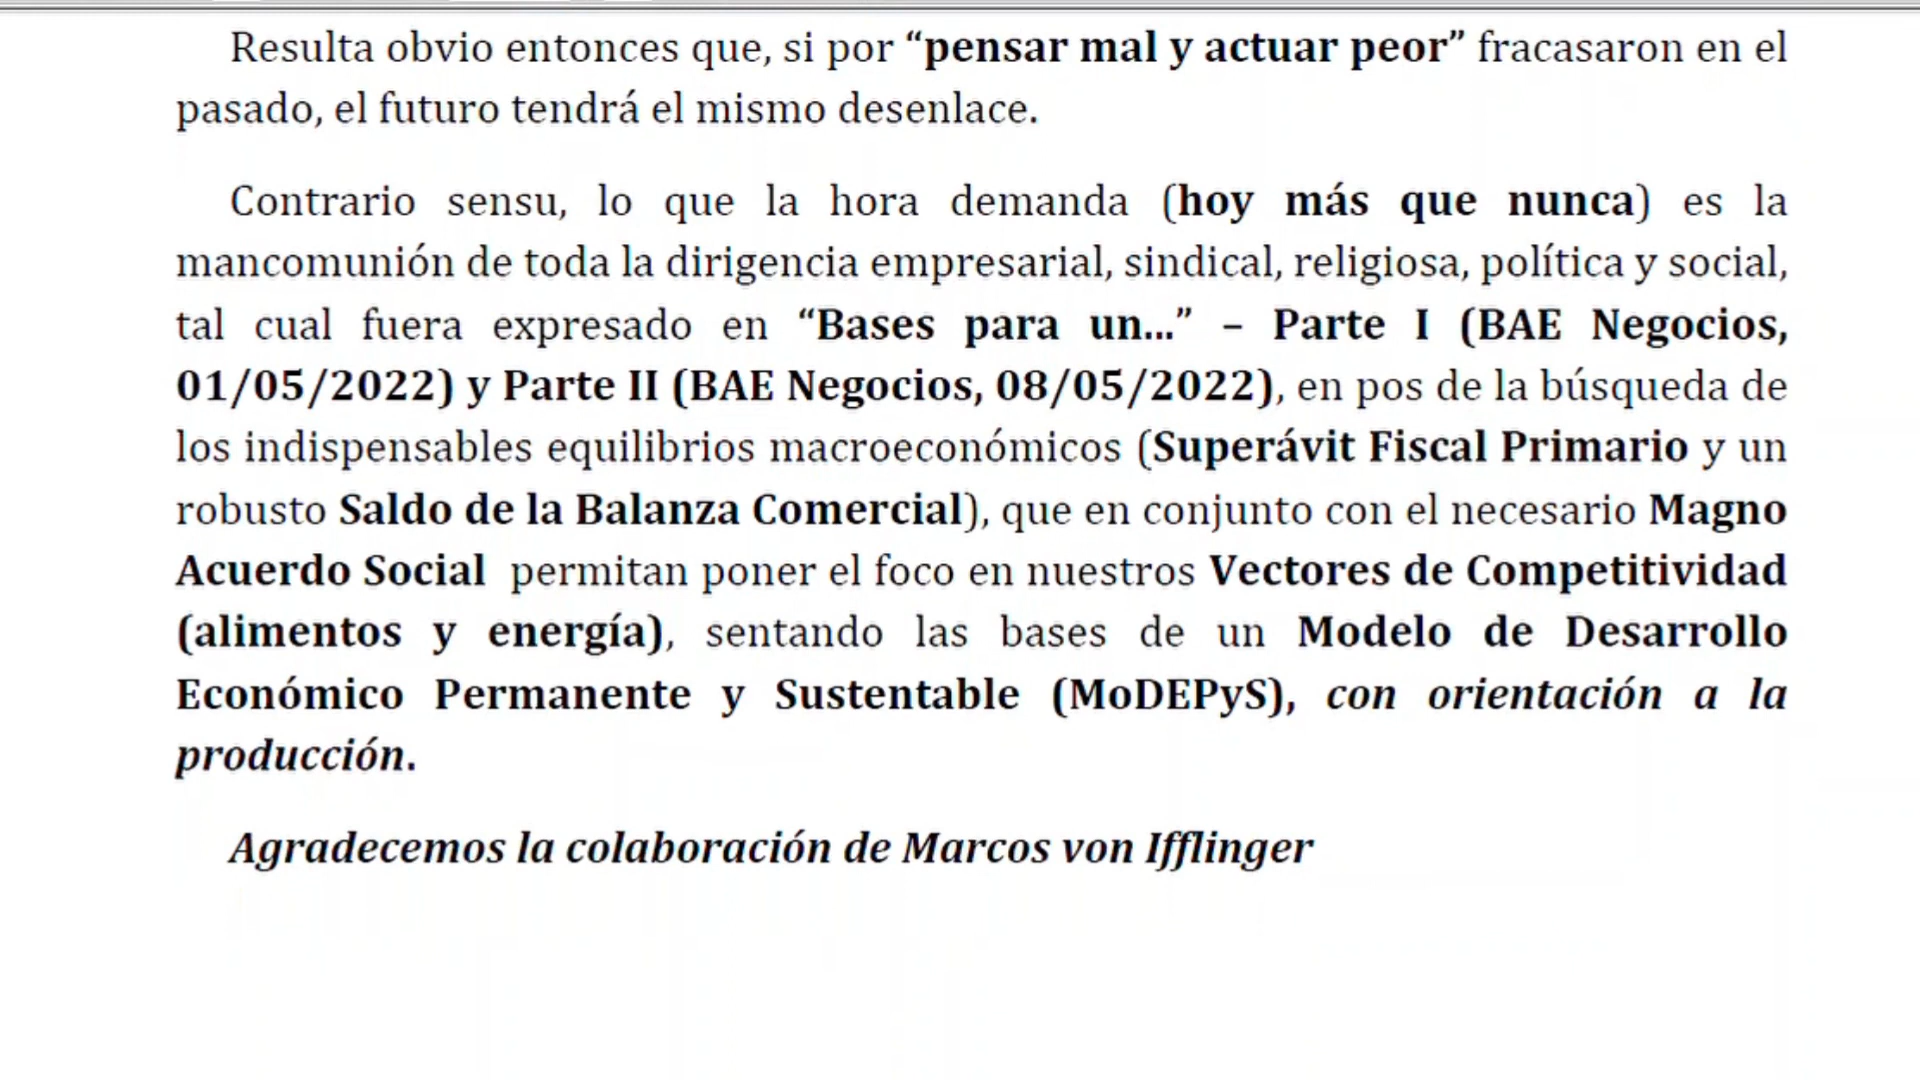 Resulta obvio entonces que, si por “pensar mal y actuar peor” fracasaron en el
pasado, el futuro tendrá el mismo desenlace.
Contrario sensu, lo que la hora demanda (hoy más que nunca) es la
mancomunión de toda la dirigencia empresarial, sindical, religiosa, política y social,
tal cual fuera expresado en “Bases para un...” – Parte I (BAE Negocios,
01/05/2022) y Parte II (BAE Negocios, 08/05/2022), en pos de la búsqueda de
los indispensables equilibrios macroeconómicos (Superávit Fiscal Primario y un
robusto Saldo de la Balanza Comercial), que en conjunto con el necesario Magno
Acuerdo Social permitan poner el foco en nuestros Vectores de Competitividad
(alimentos y energía), sentando las bases de un Modelo de Desarrollo
Económico Permanente y Sustentable (MoDEPyS), con orientación a la
producción.
Agradecemos la colaboración de Marcos von Ifflinger